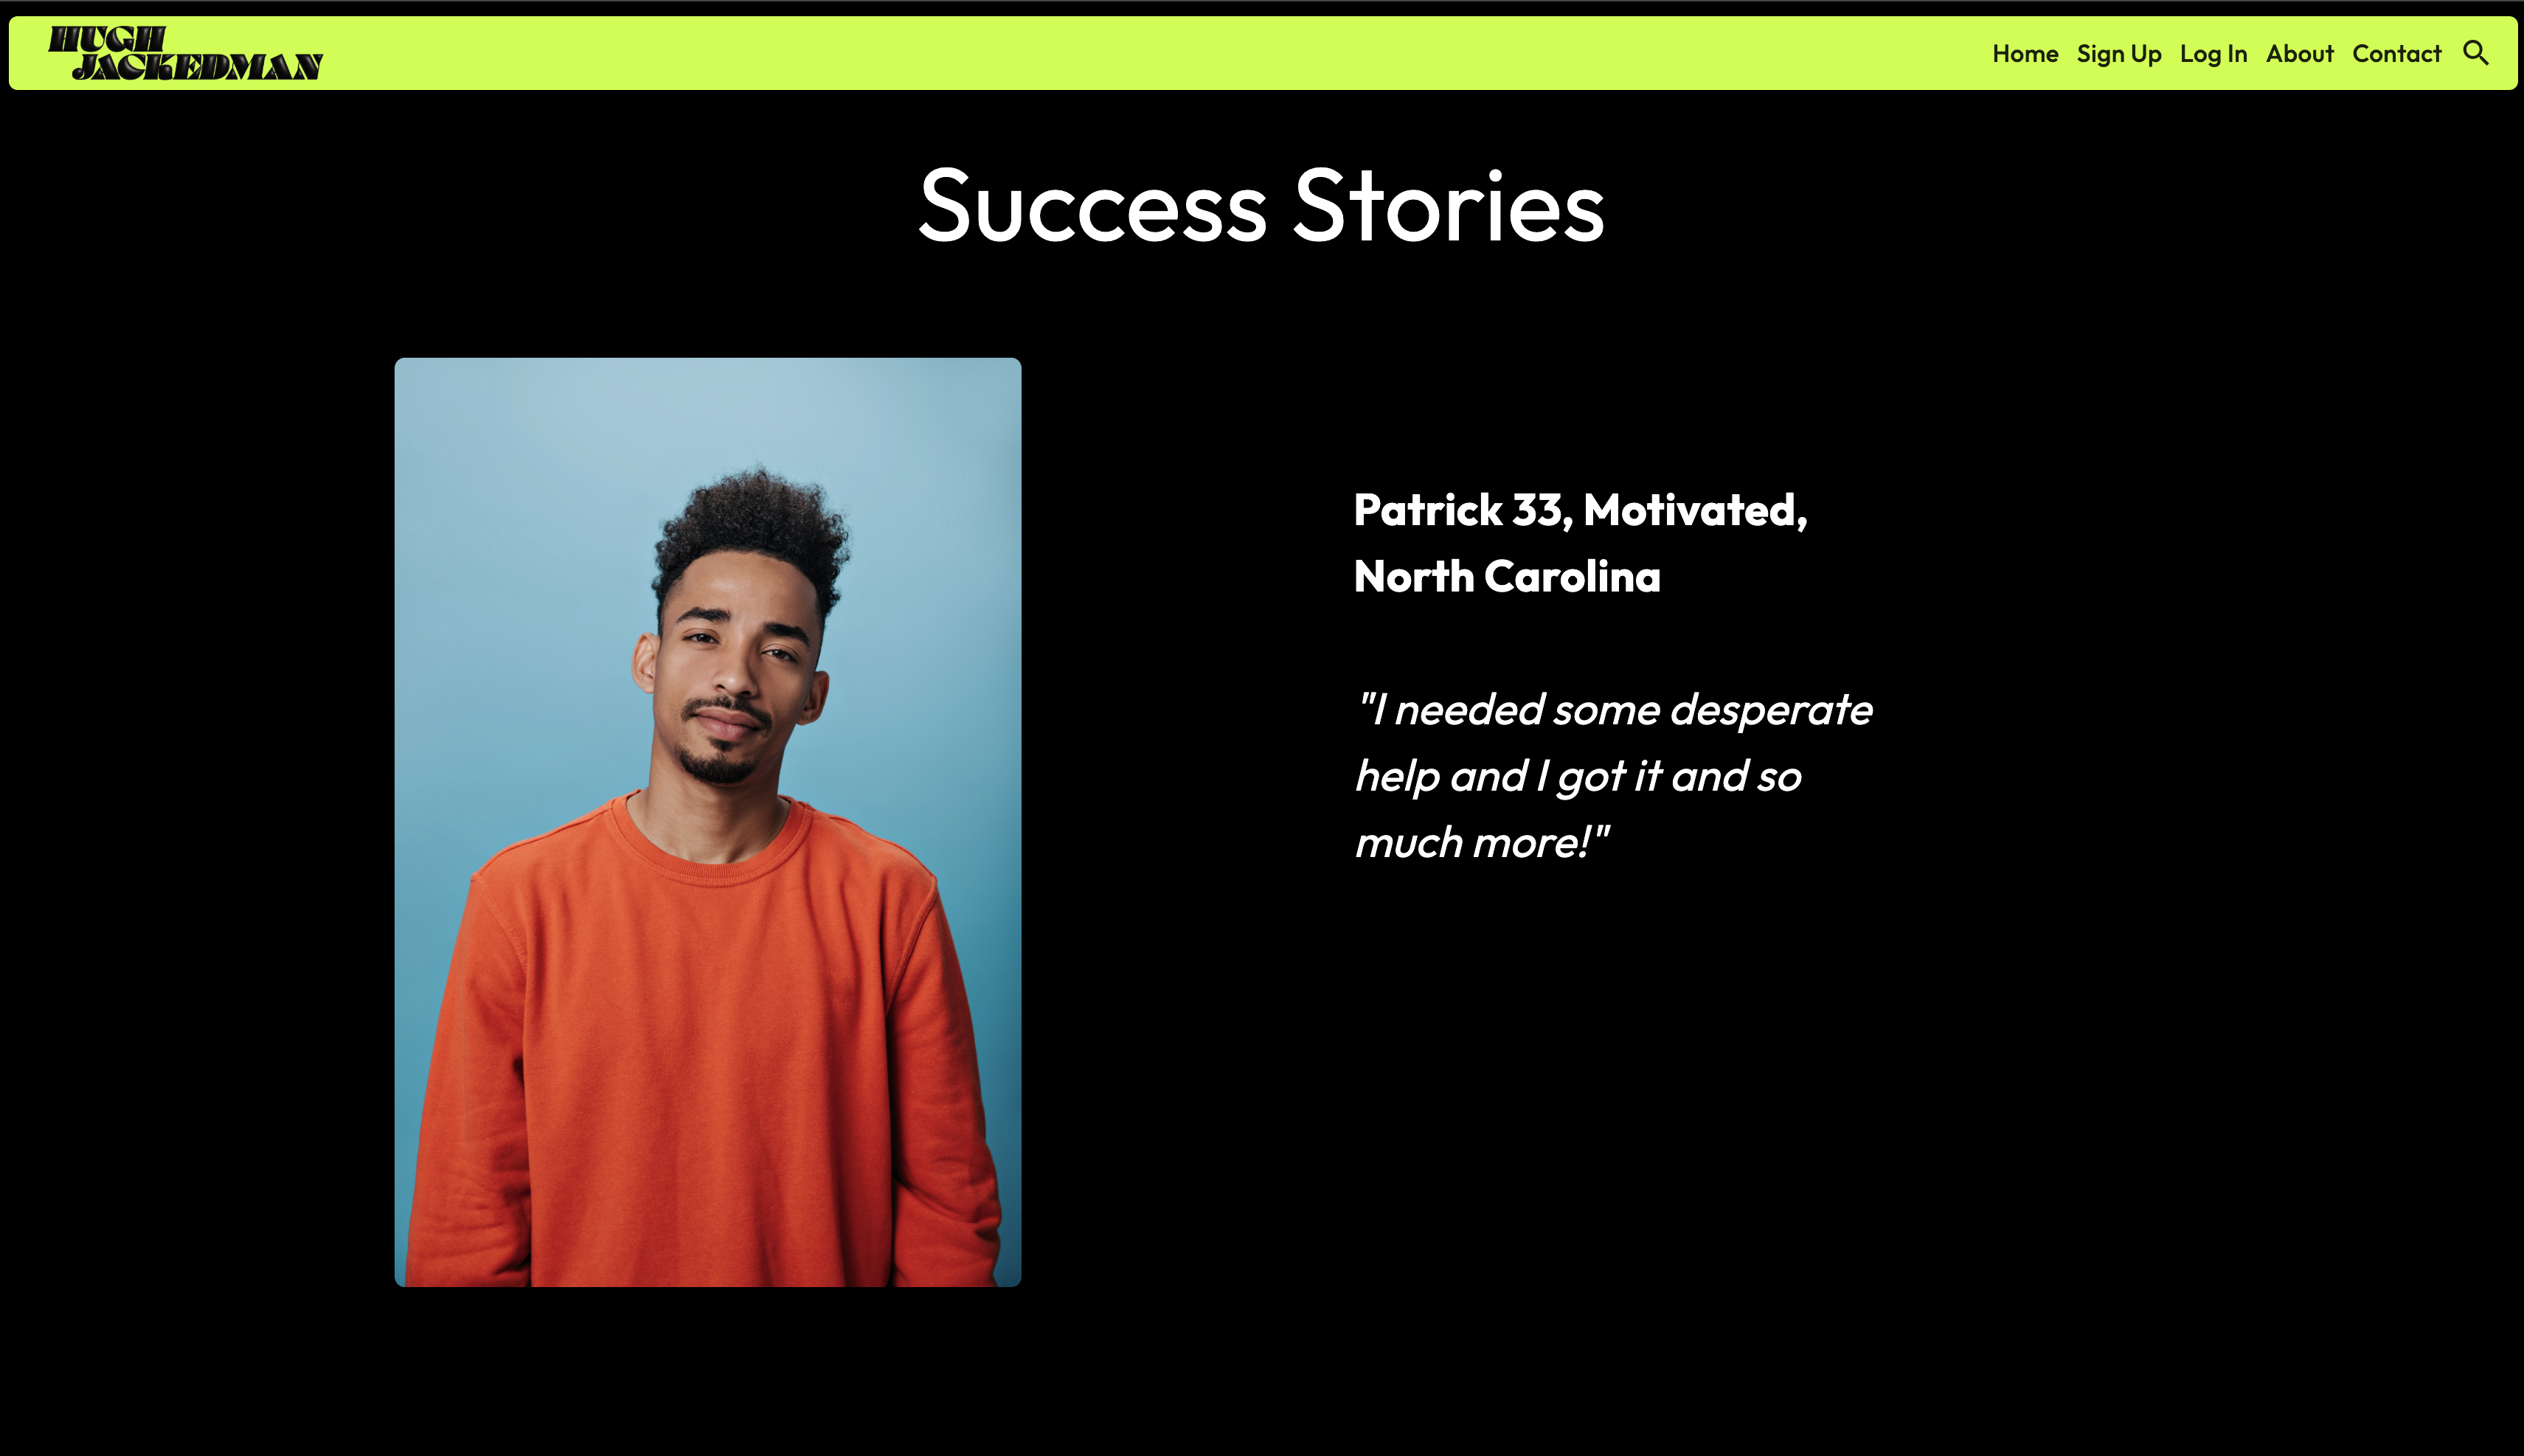 HUGH
JACKEDMAN
Home Sign Up Log In About Contact
Success Stories
Patrick 33, Motivated,
North Carolina
"I needed some desperate
help and I got it and so
much more!"